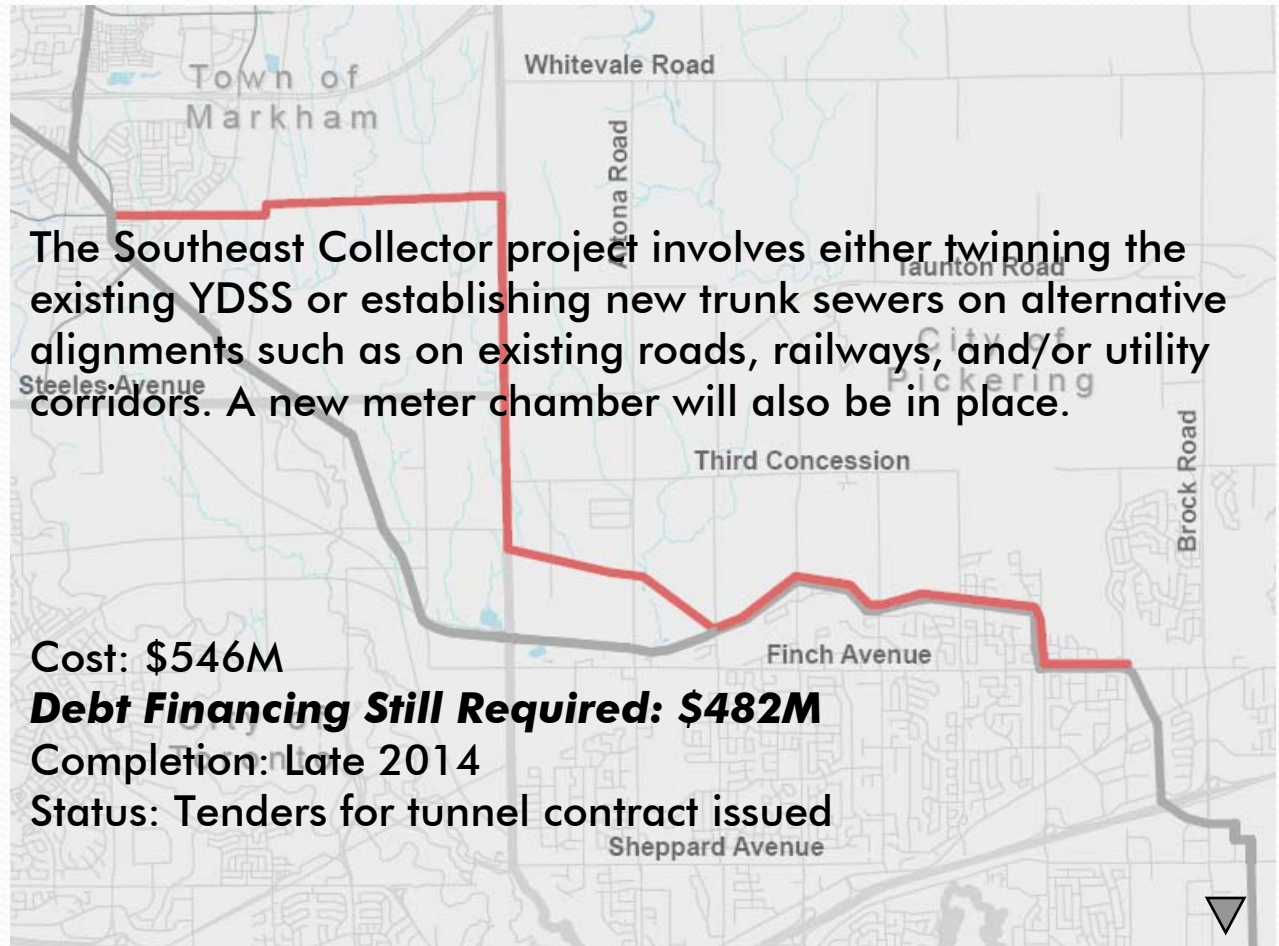 Town of
Markham
Whitevale Road
Altona Road
The Southeast Collector project involves either twinning the
Taunton Road
existing YDSS or establishing new trunk sewers on alternative
City of
alignments such as on existing roads, railways, and/or utility
Pickering
Steeles Avenue
corridors. A new meter chamber will also be in place.
Third Concession
Brock Road
Cost: $546M
Finch Avenue
Debt Financing Still Required: $482M
City of
Toronto
Completion: Late 2014
Status: Tenders for tunnel contract issued
Sheppard Avenue